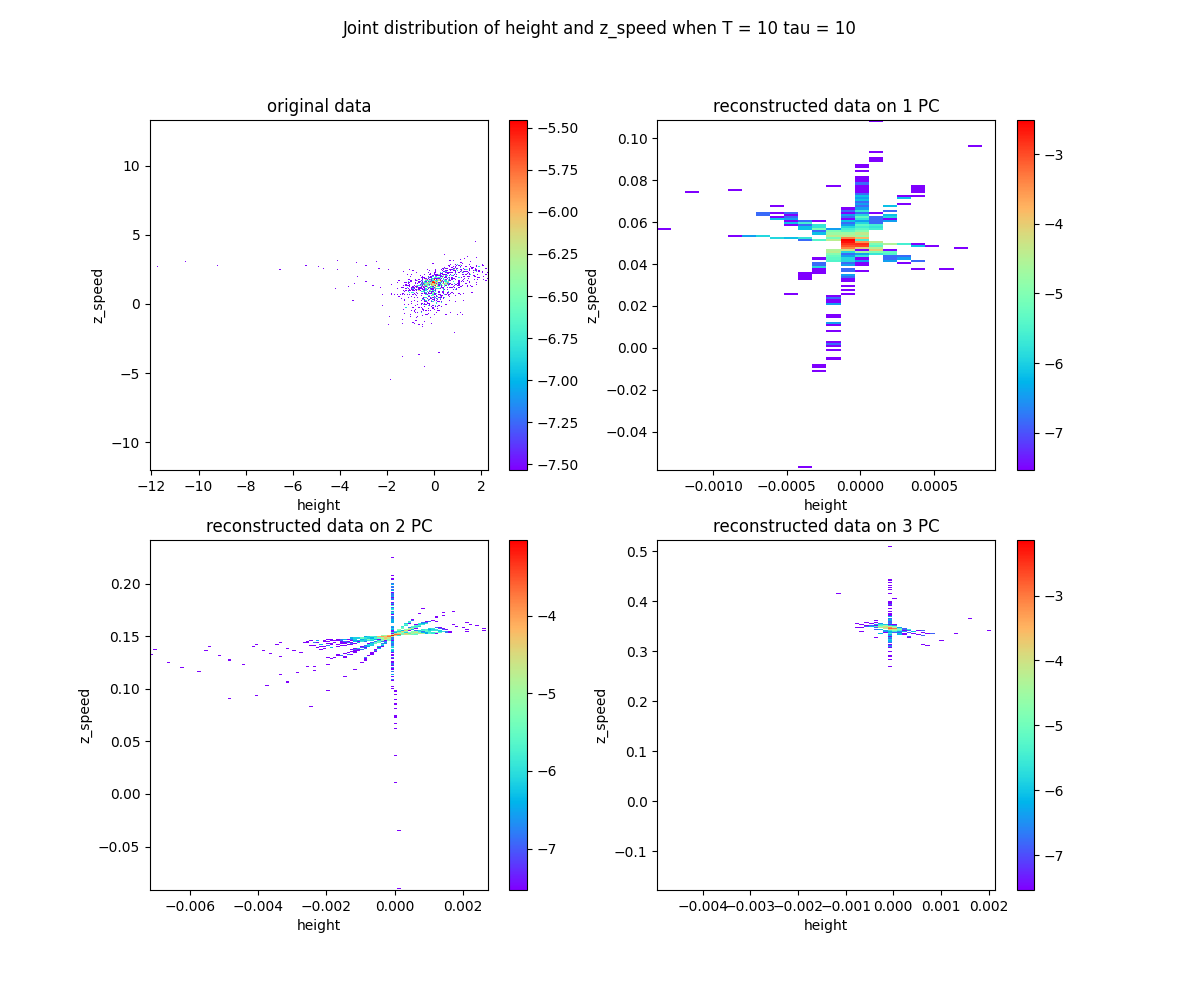 Joint distribution of height and z_speed when T = 10 tau = 10
original data
10
5
0
−5
−10
z_speed
−12 −10 −8 −6 −4 −2 0 2
height
−5.50
−5.75
−6.00
−6.25
−6.50
−6.75
−7.00
−7.25
−7.50
reconstructed data on 1 PC
0.10
0.08
0.06
0.04
0.02
0.00
−0.02
−0.04
z_speed
−0.0010 −0.0005 0.0000 0.0005
height
−3
−4
−5
−6
−7
reconstructed data on 2 PC
0.20
0.15
0.10
0.05
0.00
−0.05
z_speed
−0.006 −0.004 −0.002 0.000 0.002
height
−4
−5
−6
−7
reconstructed data on 3 PC
0.5
0.4
0.3
0.2
0.1
0.0
−0.1
z_speed
−0.004 −0.003 −0.002 −0.001 0.000 0.001 0.002
height
−3
−4
−5
−6
−7